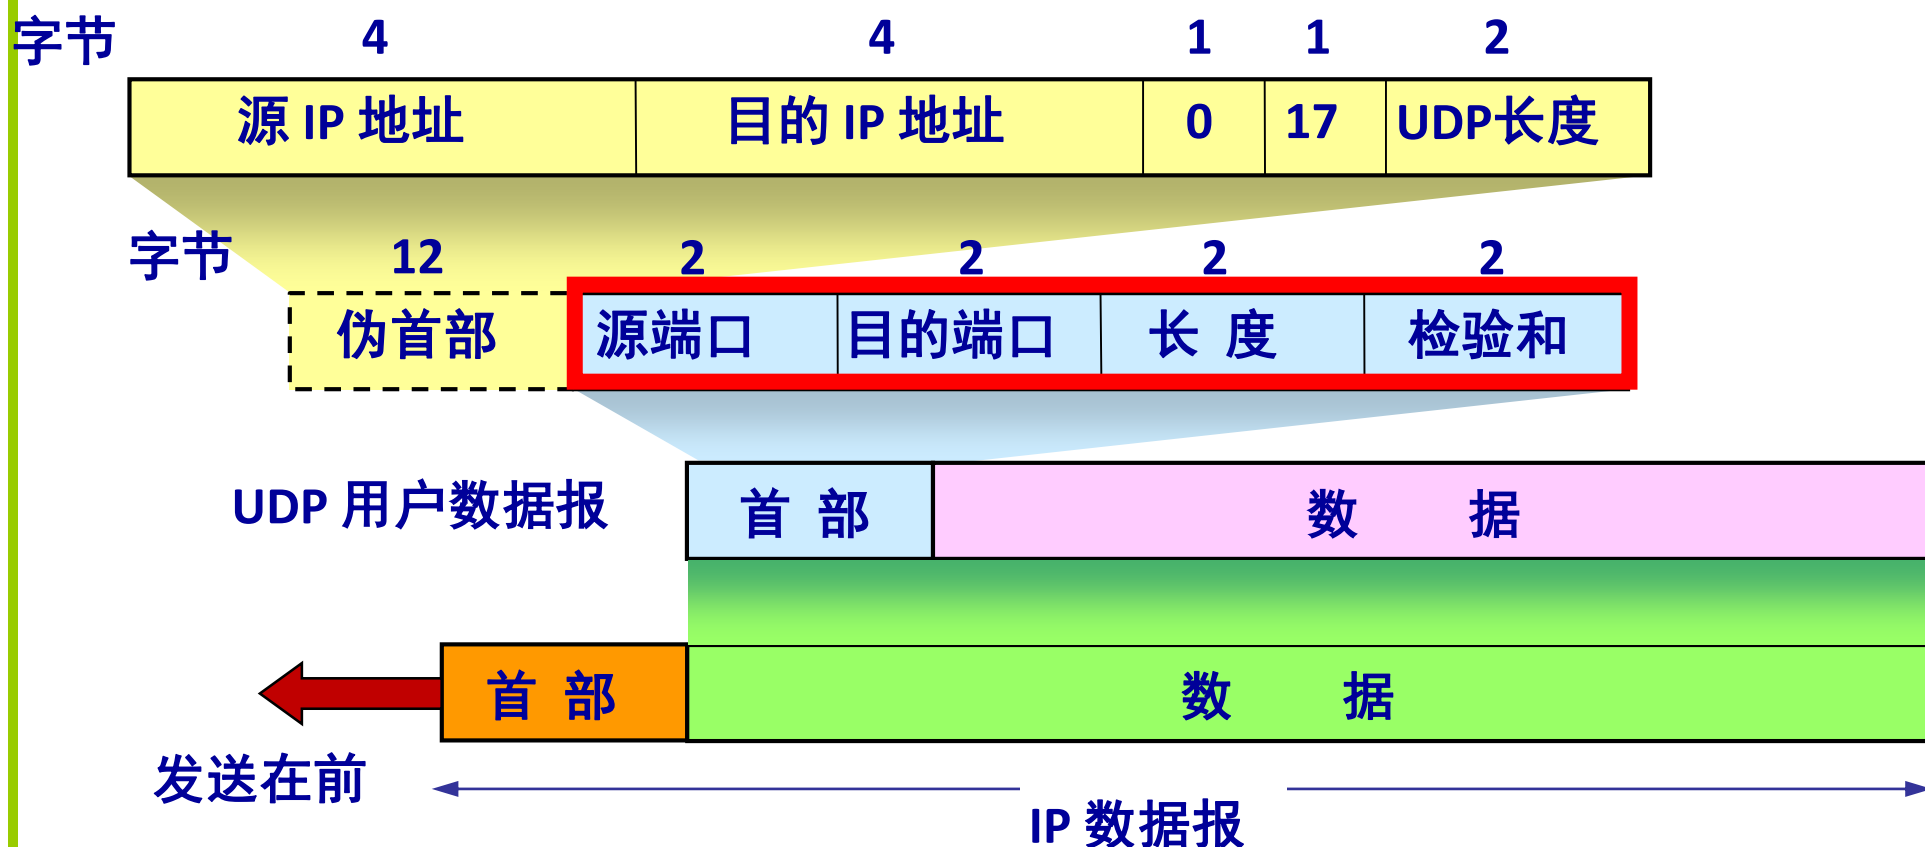 字节 4 4 1 1 2
源 IP 地址 目的 IP 地址 0 17 UDP长度
字节 12 2 2 2 2
伪首部 源端口 目的端口 长 度 检验和
UDP 用户数据报 首 部 数 据
首 部 数 据
发送在前
IP 数据报